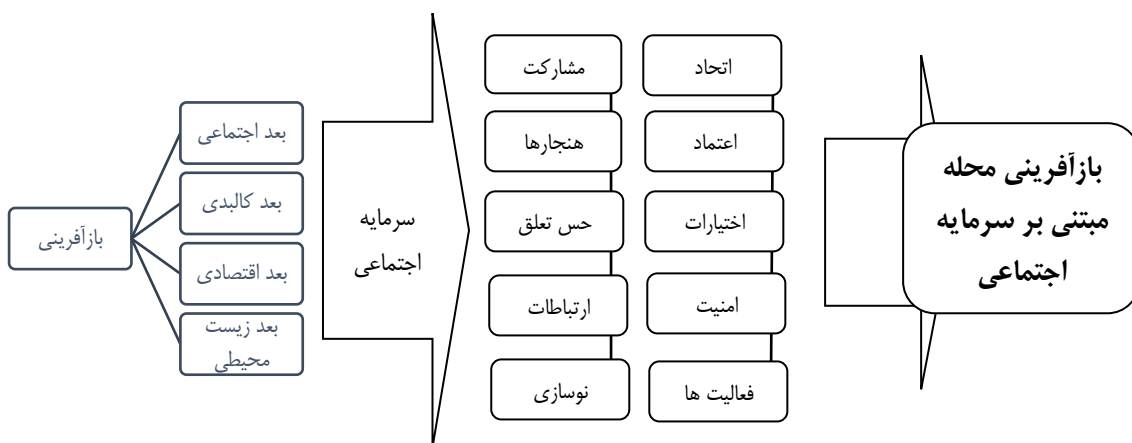 بازآفرینی
بعد اجتماعی
بعد کالبدی
بعد اقتصادی
بعد زیست
محیطی
سرمایه
اجتماعی
مشارکت
هنجارها
حس تعلق
ارتباطات
نوسازی
اتحاد
اعتماد
اختیارات
امنیت
فعالیت ها
بازآفرینی محله
مبتنی بر سرمایه
اجتماعی